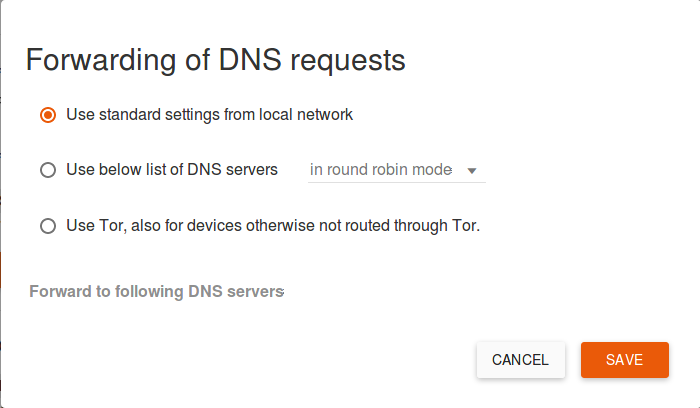 Forwarding of DNS requests
Use standard settings from local network
Use below list of DNS servers in round robin mode
Use Tor, also for devices otherwise not routed through Tor.
Forward to following DNS servers
CANCEL SAVE